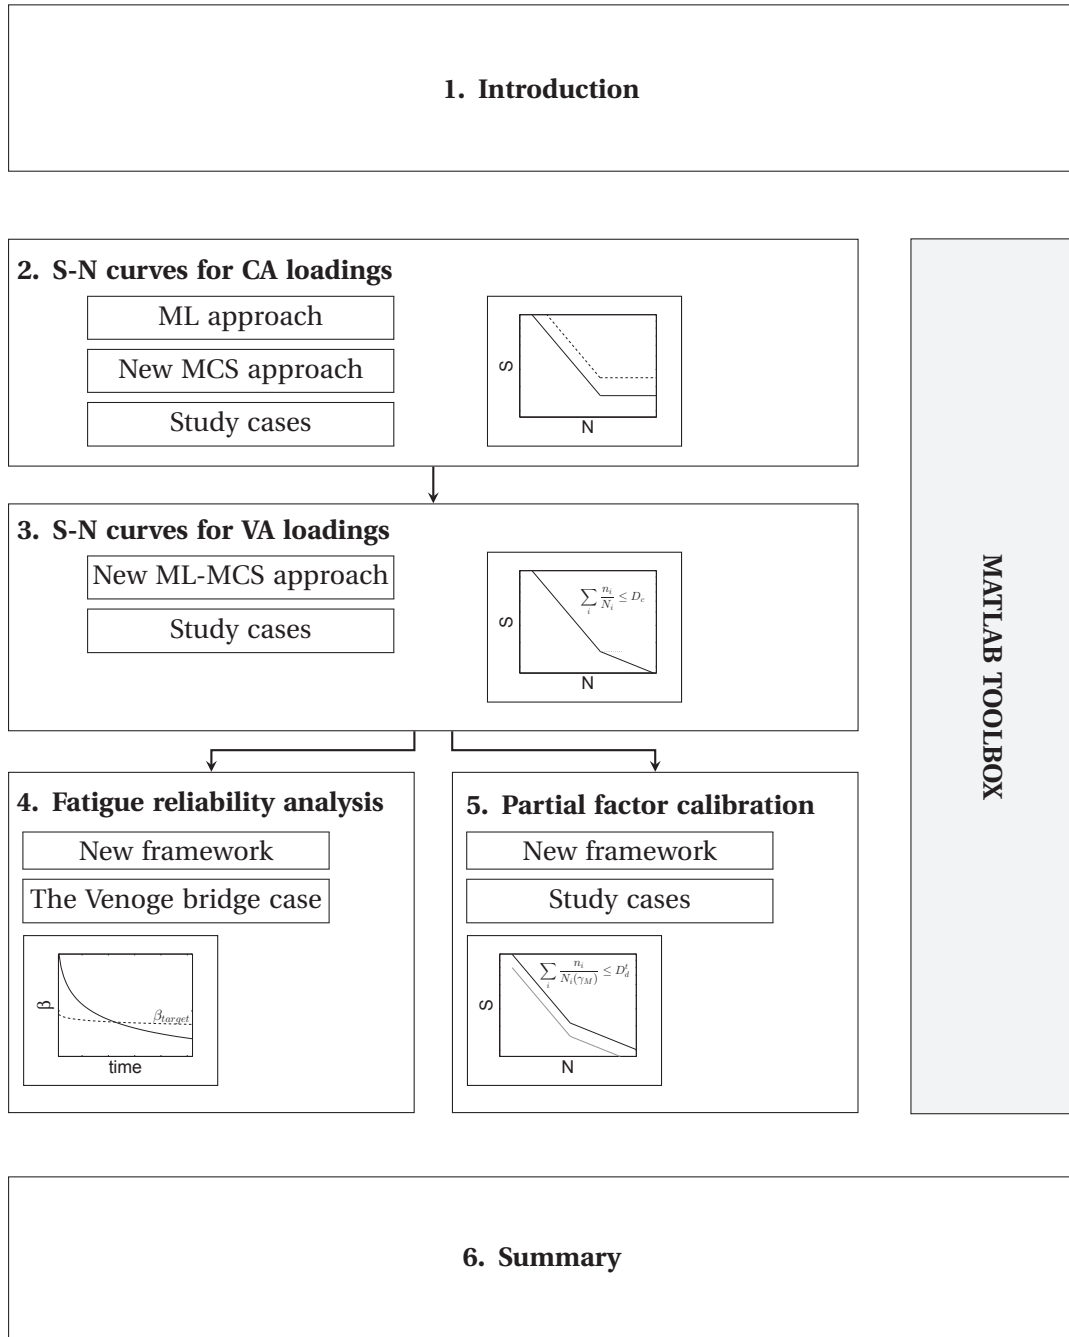 1. Introduction
2. S-N curves for CA loadings
ML approach
New MCS approach
Study cases
S
N
3. S-N curves for VA loadings
New ML-MCS approach
Study cases
S
∑_i n_i/N_i ≤ D_c
N
MATLAB TOOLBOX
4. Fatigue reliability analysis
New framework
The Venoge bridge case
β
β_target
time
5. Partial factor calibration
New framework
Study cases
S
∑_i n_i/N_i(γ_M) ≤ D_d^t
N
6. Summary